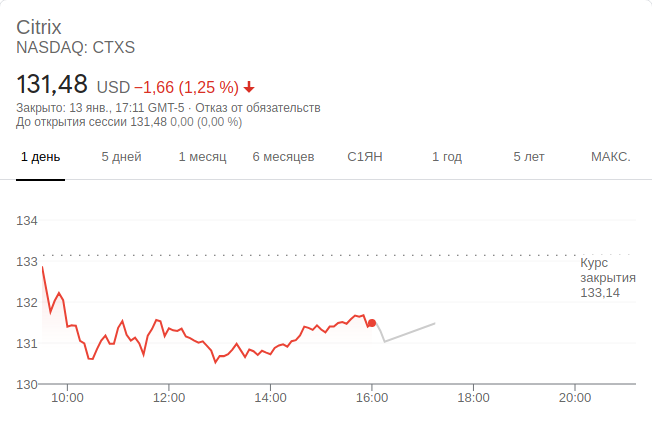 Citrix
NASDAQ: CTXS
131,48 USD −1,66 (1,25 %)
Закрыто: 13 янв., 17:11 GMT-5 · Отказ от обязательств
До открытия сессии 131,48 0,00 (0,00 %)
1 день 5 дней 1 месяц 6 месяцев С1ЯН 1 год 5 лет МАКС.
134
133
132
131
130
Курс
закрытия
133,14
10:00 12:00 14:00 16:00 18:00 20:00